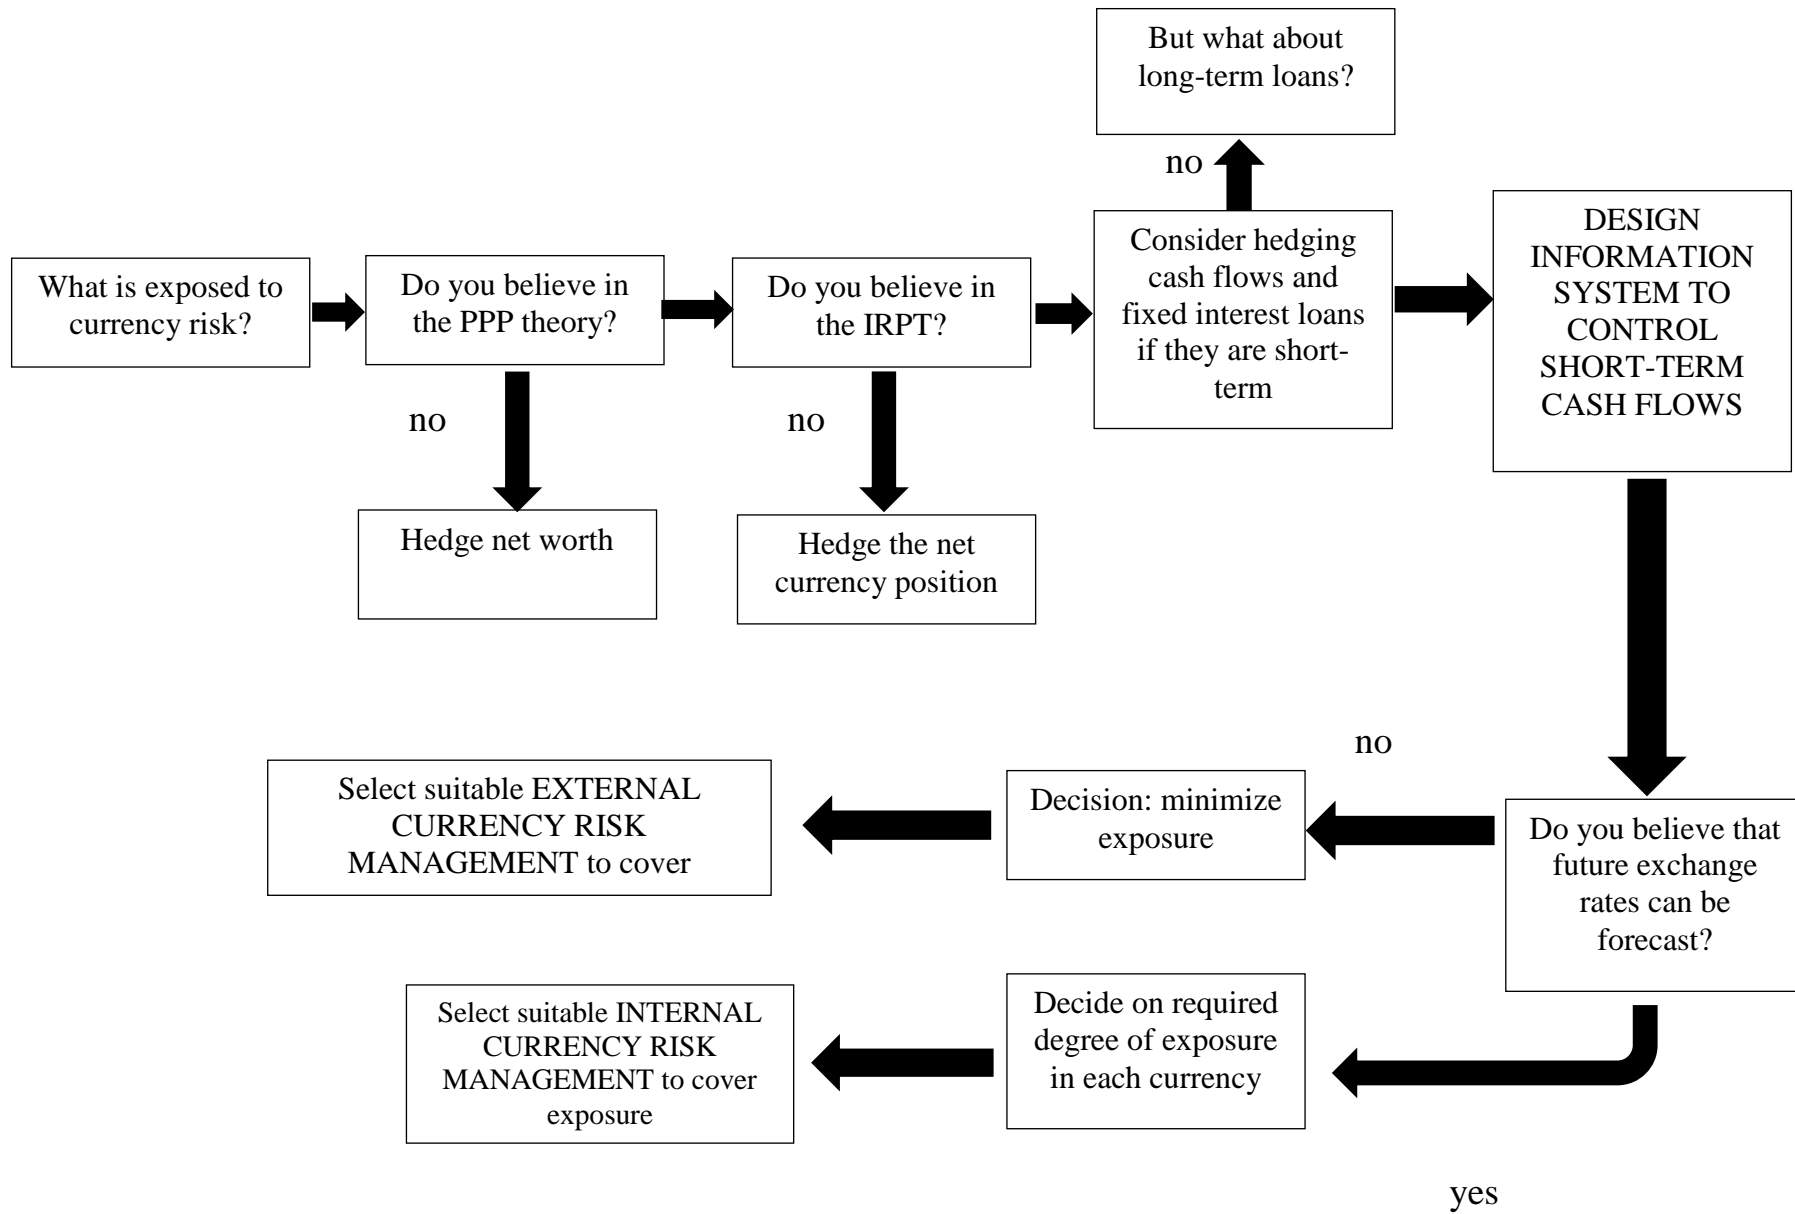 But what about
long-term loans?
no
What is exposed to
currency risk?
Do you believe in
the PPP theory?
Do you believe in
the IRPT?
Consider hedging
cash flows and
fixed interest loans
if they are short-
term
DESIGN
INFORMATION
SYSTEM TO
CONTROL
SHORT-TERM
CASH FLOWS
no
no
Hedge net worth
Hedge the net
currency position
no
Select suitable EXTERNAL
CURRENCY RISK
MANAGEMENT to cover
Decision: minimize
exposure
Do you believe that
future exchange
rates can be
forecast?
Select suitable INTERNAL
CURRENCY RISK
MANAGEMENT to cover
exposure
Decide on required
degree of exposure
in each currency
yes